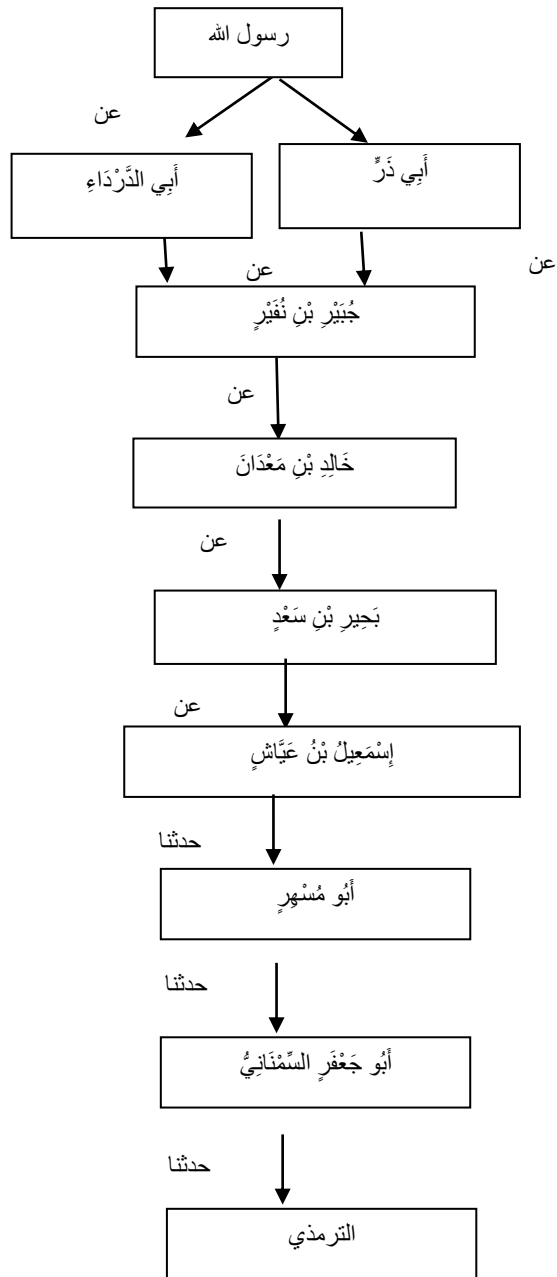 رسول الله
عن
أَبِي ذَرٍّ
أَبِي الدَّرْدَاءِ
عن
عن
جُبَيْرِ بْنِ نُفَيْرٍ
عن
خَالِدِ بْنِ مَعْدَانَ
عن
بَحِيرِ بْنِ سَعْدٍ
عن
إِسْمَعِيلُ بْنُ عَيَّاشٍ
حدثنا
أَبُو مُسْهِرٍ
حدثنا
أَبُو جَعْفَرٍ السِّمْنَانِيُّ
حدثنا
الترمذي